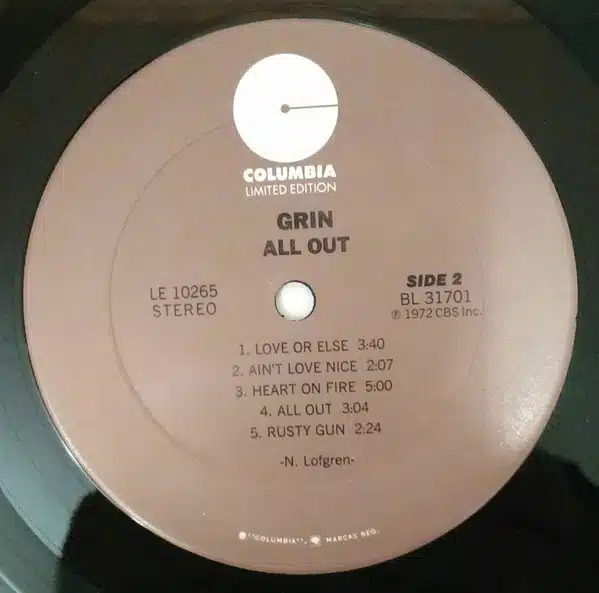 COLUMBIA
LIMITED EDITION
GRIN
ALL OUT
LE 10265
STEREO
SIDE 2
BL 31701
℗ 1972 CBS Inc.
1. LOVE OR ELSE 3:40
2. AIN'T LOVE NICE 2:07
3. HEART ON FIRE 5:00
4. ALL OUT 3:04
5. RUSTY GUN 2:24
-N. Lofgren-
"COLUMBIA", MARCAS REG.